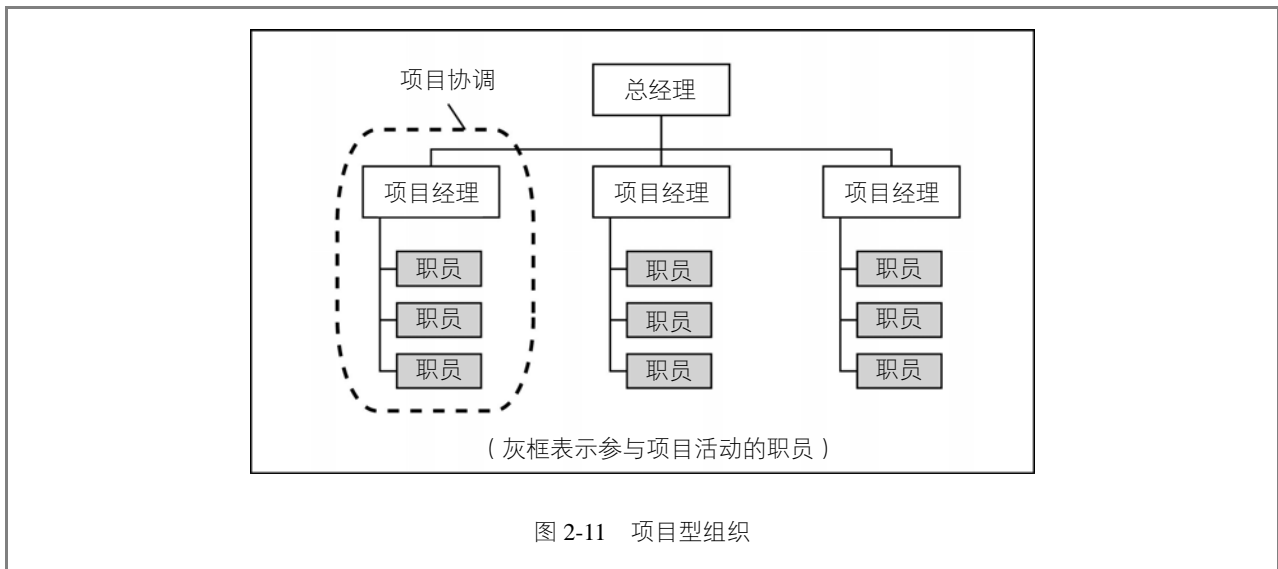 项目协调
总经理
项目经理 项目经理 项目经理
职员 职员 职员
职员 职员 职员
职员 职员 职员
（灰框表示参与项目活动的职员）
图 2-11 项目型组织